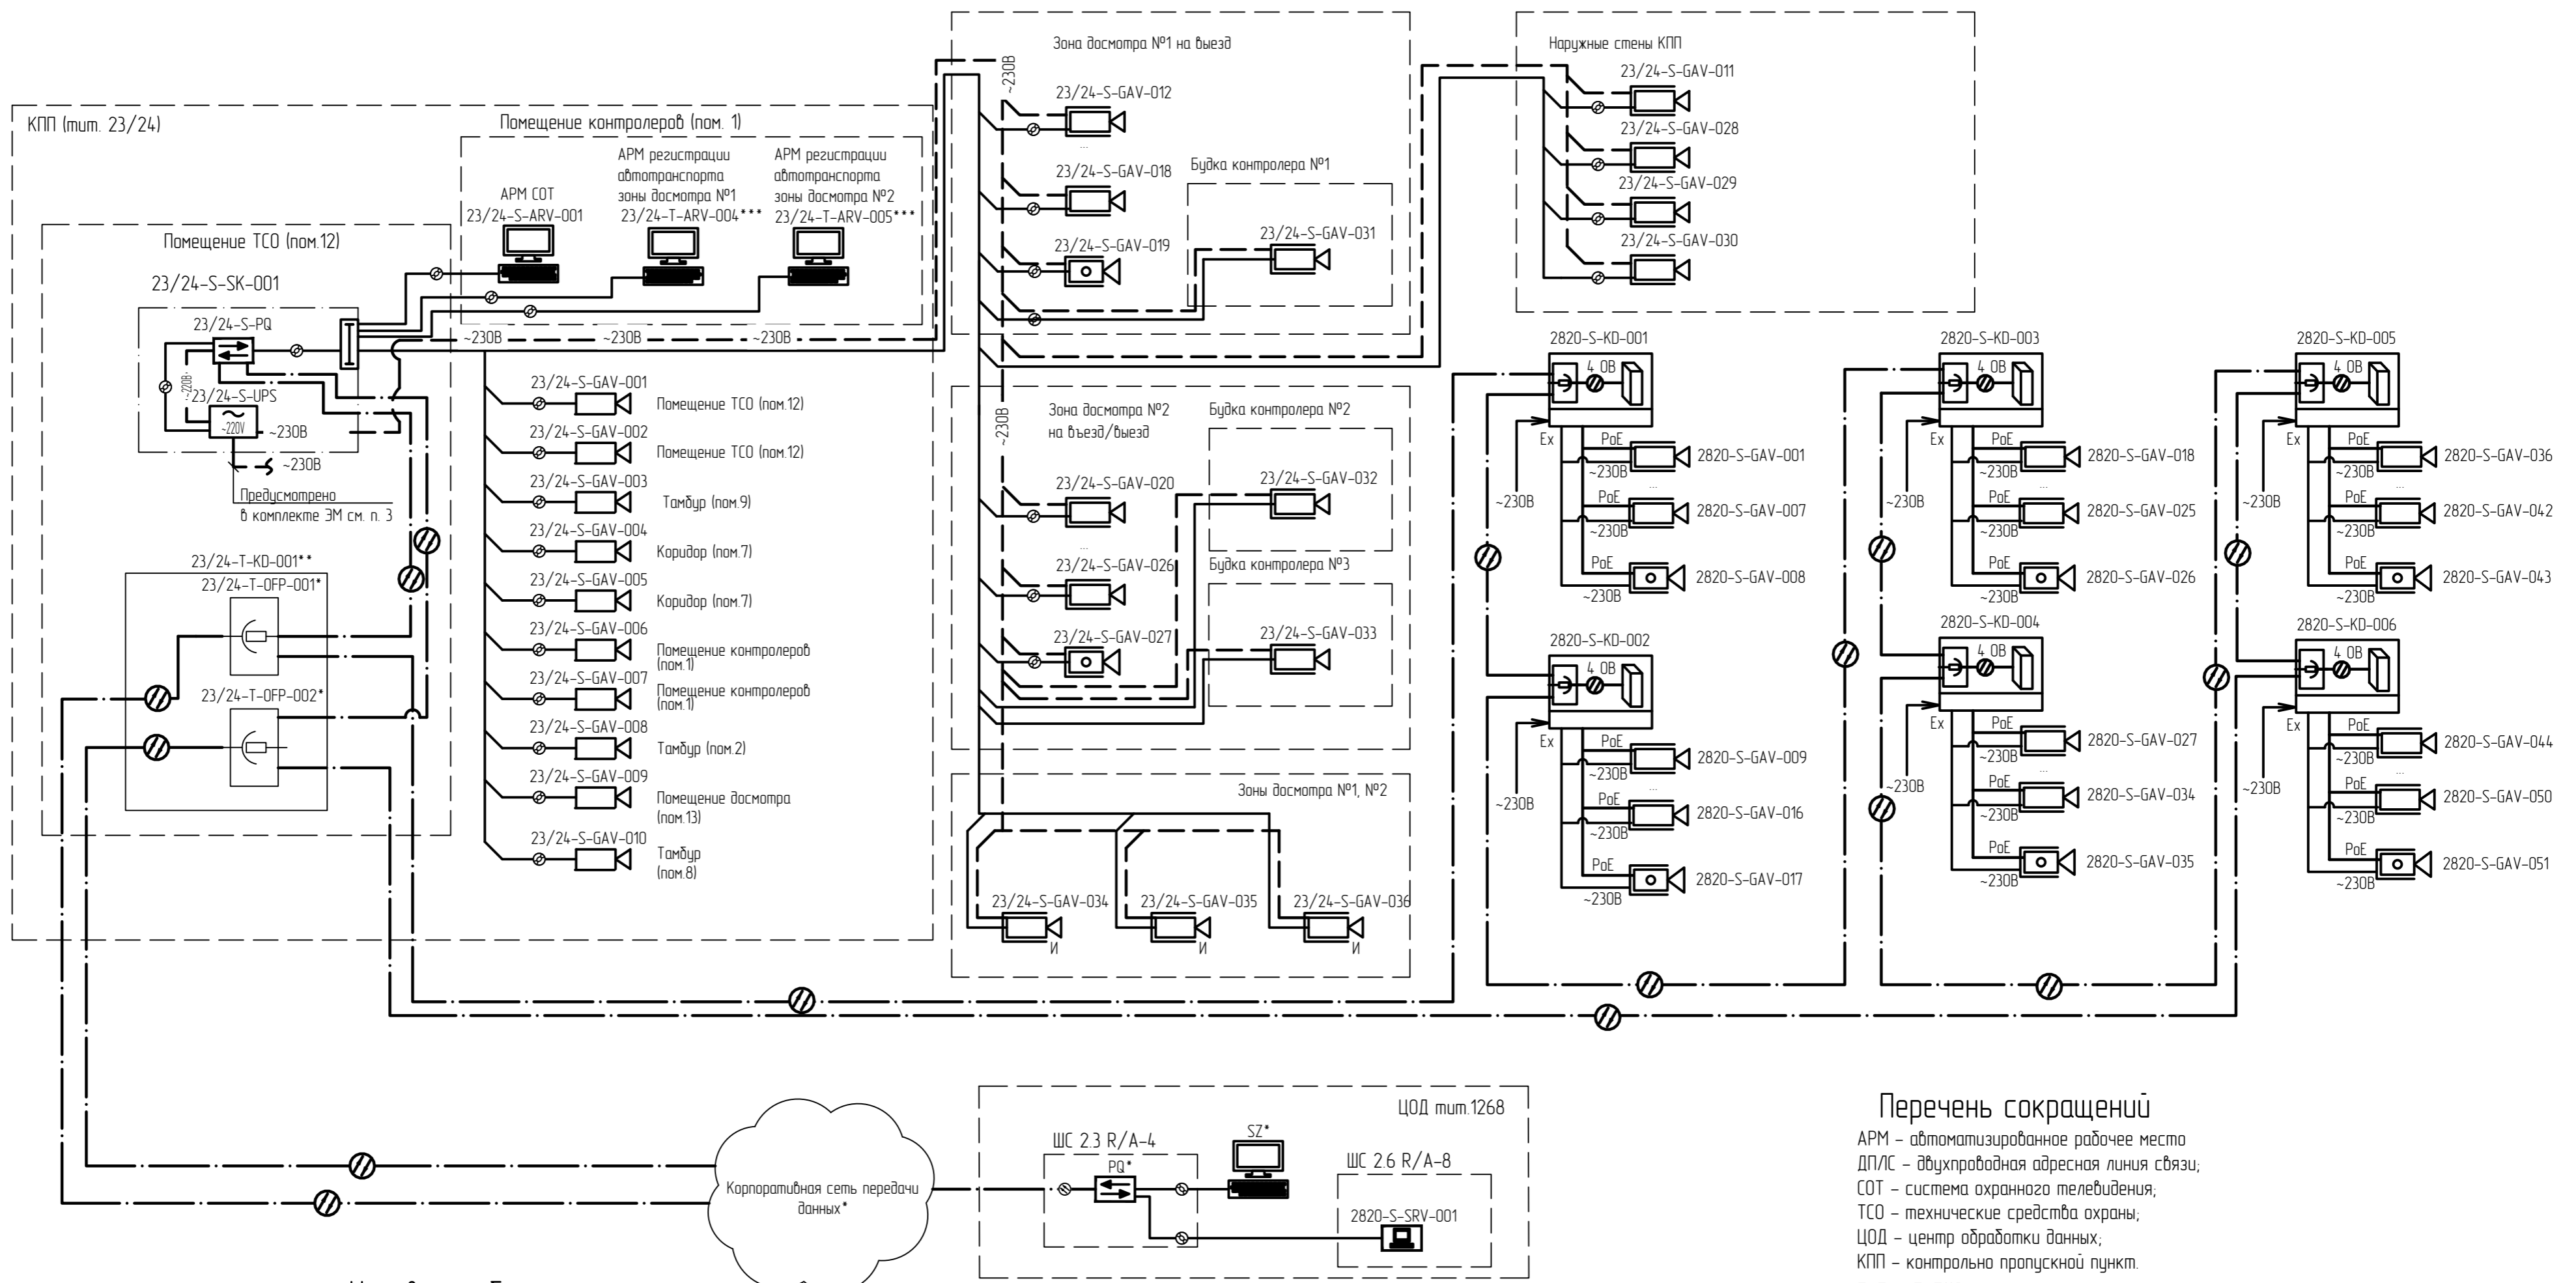 КПП (тит. 23/24)
Помещение контролеров (пом. 1)
АРМ СОТ
23/24-S-ARV-001
АРМ регистрации
автотранспорта
зоны досмотра №1
23/24-T-ARV-004***
АРМ регистрации
автотранспорта
зоны досмотра №2
23/24-T-ARV-005***
Помещение ТСО (пом.12)
23/24-S-SK-001
23/24-S-PQ
~220В
23/24-S-UPS
~220V
~230В
~230В
Предусмотрено
в комплекте ЭМ см. п. 3
~230В
~230В
~230В
23/24-T-KD-001**
23/24-T-OFP-001*
23/24-T-OFP-002*
23/24-S-GAV-001
Помещение ТСО (пом.12)
23/24-S-GAV-002
Помещение ТСО (пом.12)
23/24-S-GAV-003
Тамбур (пом.9)
23/24-S-GAV-004
Коридор (пом.7)
23/24-S-GAV-005
Коридор (пом.7)
23/24-S-GAV-006
Помещение контролеров
(пом.1)
23/24-S-GAV-007
Помещение контролеров
(пом.1)
23/24-S-GAV-008
Тамбур (пом.2)
23/24-S-GAV-009
Помещение досмотра
(пом.13)
23/24-S-GAV-010
Тамбур
(пом.8)
Зона досмотра №1 на выезд
~230В
23/24-S-GAV-012
...
23/24-S-GAV-018
23/24-S-GAV-019
Будка контролера №1
23/24-S-GAV-031
~230В
Зона досмотра №2
на въезд/выезд
23/24-S-GAV-020
...
23/24-S-GAV-026
23/24-S-GAV-027
Будка контролера №2
23/24-S-GAV-032
Будка контролера №3
23/24-S-GAV-033
Зоны досмотра №1, №2
23/24-S-GAV-034
И
23/24-S-GAV-035
И
23/24-S-GAV-036
И
Наружные стены КПП
23/24-S-GAV-011
23/24-S-GAV-028
23/24-S-GAV-029
23/24-S-GAV-030
2820-S-KD-001
4 ОВ
Ex
~230В
PoE
~230В
2820-S-GAV-001
...
PoE
~230В
2820-S-GAV-007
PoE
~230В
2820-S-GAV-008
2820-S-KD-002
4 ОВ
Ex
~230В
PoE
~230В
2820-S-GAV-009
...
PoE
~230В
2820-S-GAV-016
PoE
~230В
2820-S-GAV-017
2820-S-KD-003
4 ОВ
Ex
~230В
PoE
~230В
2820-S-GAV-018
...
PoE
~230В
2820-S-GAV-025
PoE
~230В
2820-S-GAV-026
2820-S-KD-004
4 ОВ
Ex
~230В
PoE
~230В
2820-S-GAV-027
...
PoE
~230В
2820-S-GAV-034
PoE
~230В
2820-S-GAV-035
2820-S-KD-005
4 ОВ
Ex
~230В
PoE
~230В
2820-S-GAV-036
...
PoE
~230В
2820-S-GAV-042
PoE
~230В
2820-S-GAV-043
2820-S-KD-006
4 ОВ
Ex
~230В
PoE
~230В
2820-S-GAV-044
...
PoE
~230В
2820-S-GAV-050
PoE
~230В
2820-S-GAV-051
Корпоративная сеть передачи
данных*
ЦОД тит.1268
ШС 2.3 R/A-4
PQ*
SZ*
ШС 2.6 R/A-8
2820-S-SRV-001
Перечень сокращений
АРМ – автоматизированное рабочее место
ДПЛС – двухпроводная адресная линия связи;
СОТ – система охранного телевидения;
ТСО – технические средства охраны;
ЦОД – центр обработки данных;
КПП – контрольно пропускной пункт.